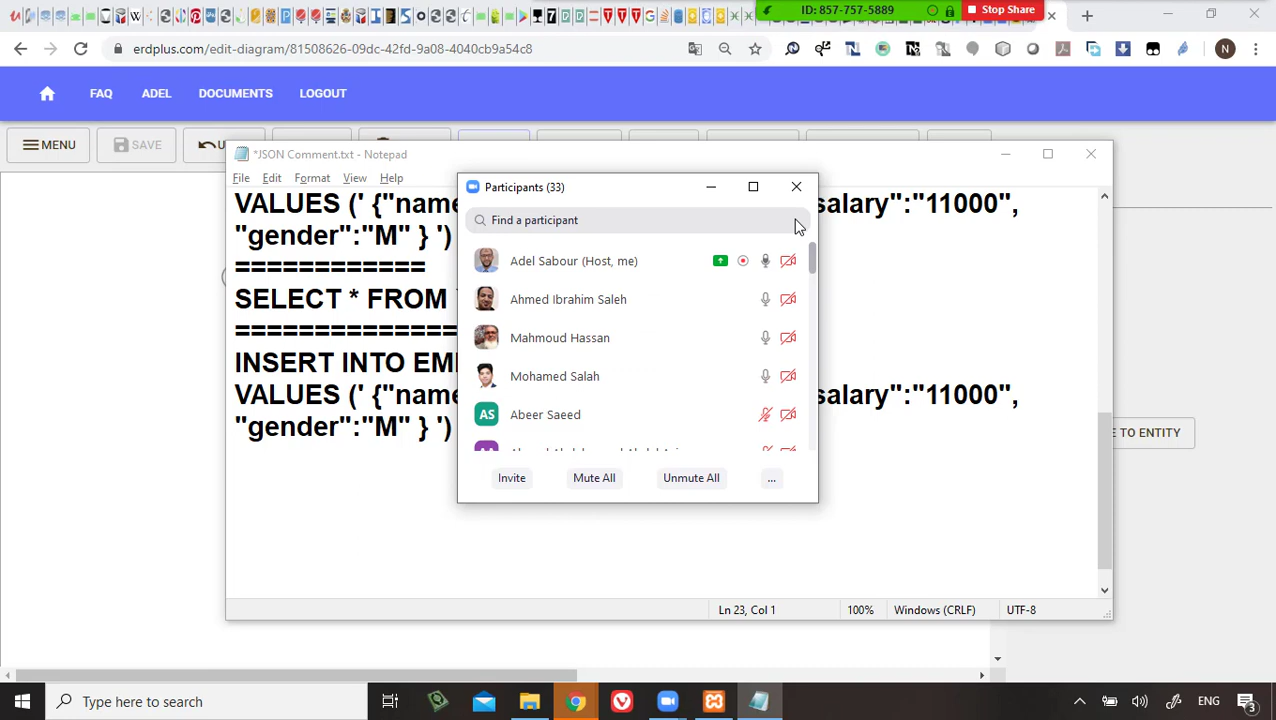 ID: 857-757-5889
Stop Share
erdplus.com/edit-diagram/81508626-09dc-42fd-9a08-4040cb9a54c8
N
FAQ
ADEL
DOCUMENTS
LOGOUT
MENU
SAVE
*JSON Comment.txt - Notepad
File Edit Format View Help
VALUES (' {"name
salary":"11000",
"gender":"M" } ')
============
SELECT * FROM
INSERT INTO EM
VALUES (' {"name
salary":"11000",
"gender":"M" } ')
Participants (33)
Find a participant
Adel Sabour (Host, me)
Ahmed Ibrahim Saleh
Mahmoud Hassan
Mohamed Salah
AS Abeer Saeed
Invite
Mute All
Unmute All
...
E TO ENTITY
Ln 23, Col 1
100%
Windows (CRLF)
UTF-8
Type here to search
ENG
3